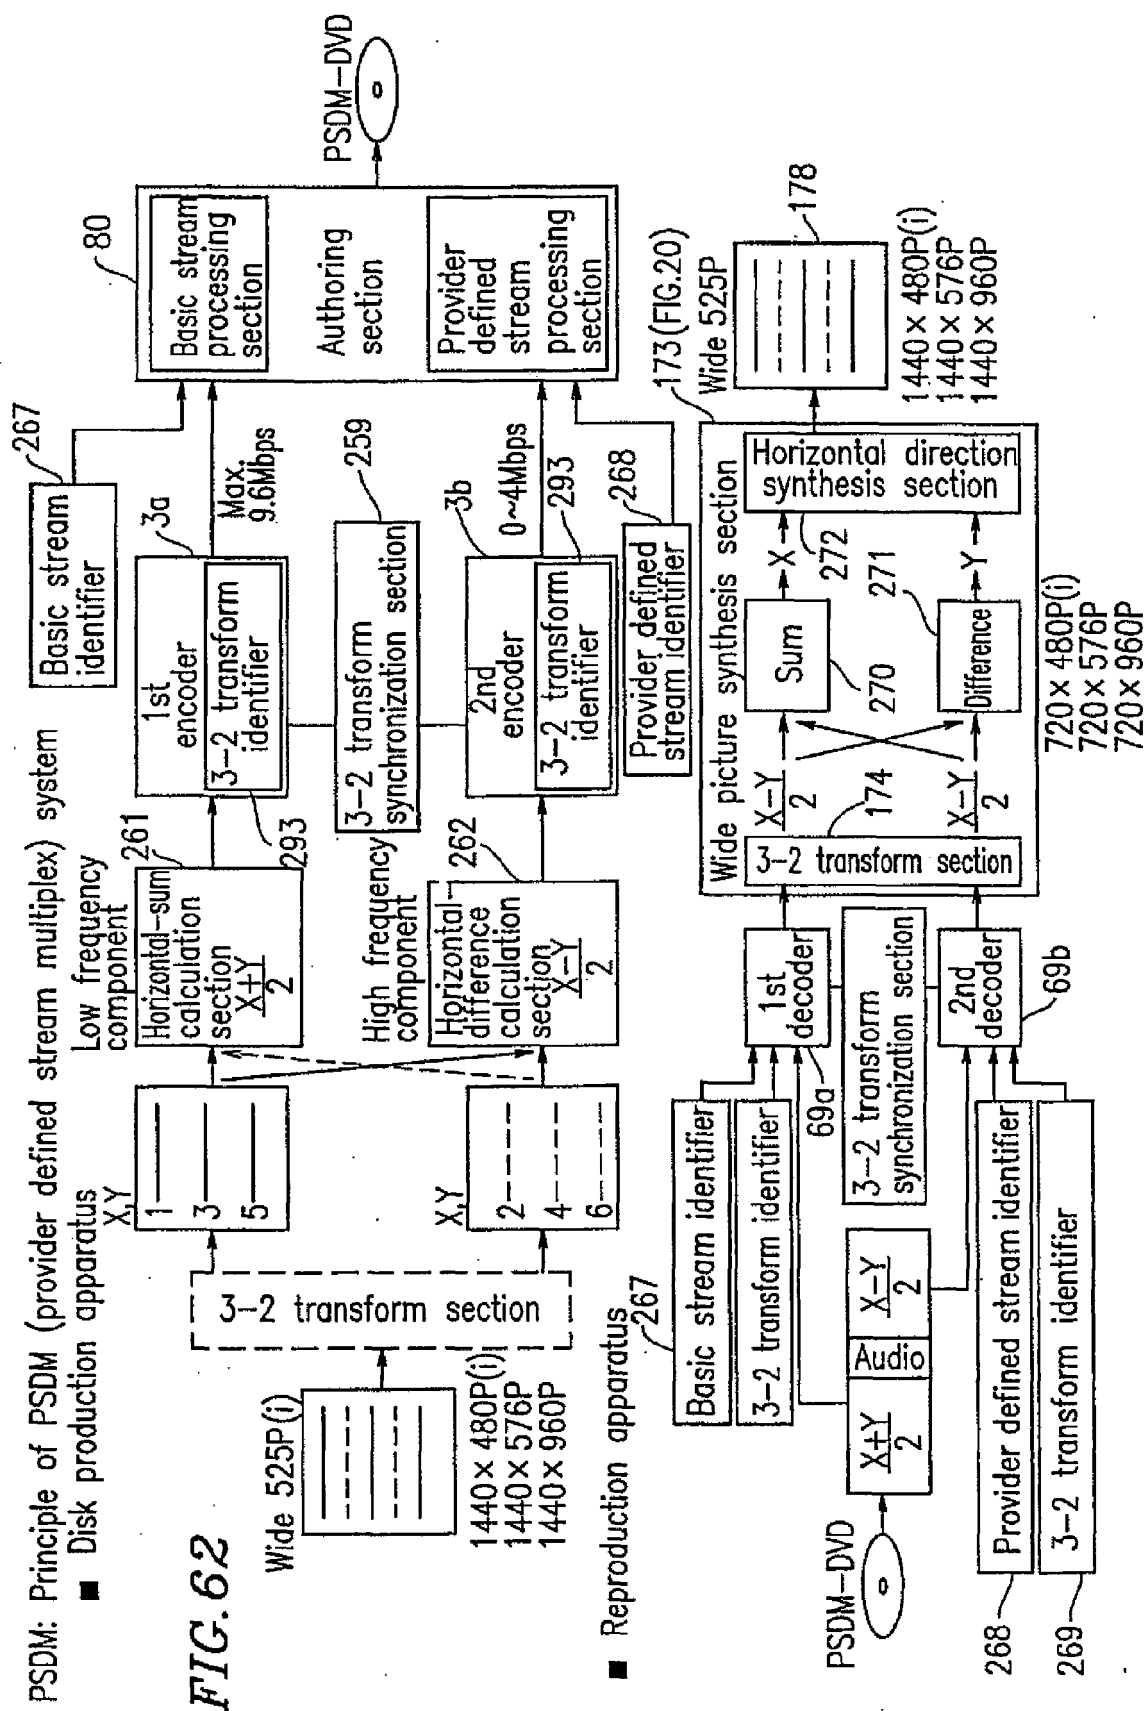 PSDM: Principle of PSDM (provider defined stream multiplex) system
■ Disk production apparatus
FIG.62
Wide 525P(i)
1440×480P(i)
1440×576P
1440×960P
3-2 transform section
X,Y
1
3
5
X,Y
2
4
6
Low frequency
component
261
Horizontal-sum
calculation
section
X+Y
2
High frequency
component
262
Horizontal-
difference
calculation
section
X-Y
2
267
Basic stream
identifier
3a
1st
encoder
3-2 transform
identifier
293
259
3-2 transform
synchronization section
3b
2nd
encoder
3-2 transform
identifier
293
268
Provider defined
stream identifier
Max.
9.6Mbps
0~4Mbps
80
Basic stream
processing
section
Authoring
section
Provider
defined
stream
processing
section
PSDM-DVD
■ Reproduction apparatus
PSDM-DVD
X+Y
2
Audio
X-Y
2
267
Basic stream identifier
3-2 transform identifier
268
Provider defined stream identifier
269
3-2 transform identifier
1st
decoder
69a
3-2 transform
synchronization section
2nd
decoder
69b
173(FIG.20)
Wide picture synthesis section
3-2 transform section
174
X-Y
2
X-Y
2
Sum
270
Difference
271
X
Y
272
Horizontal direction
synthesis section
720×480P(i)
720×576P
720×960P
Wide 525P
178
1440×480P(i)
1440×576P
1440×960P